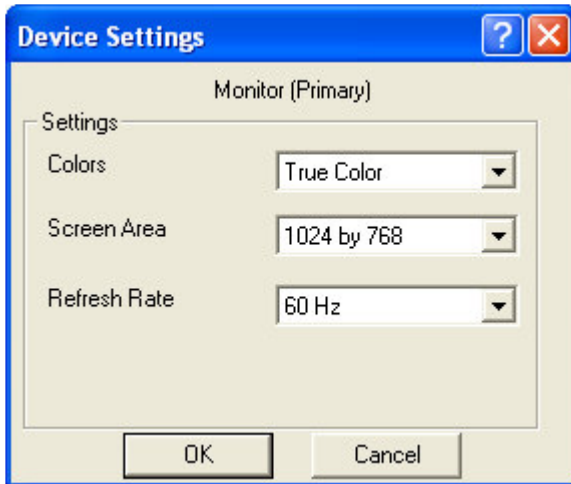 Device Settings
Monitor (Primary)
Settings
Colors
True Color
Screen Area
1024 by 768
Refresh Rate
60 Hz
OK
Cancel